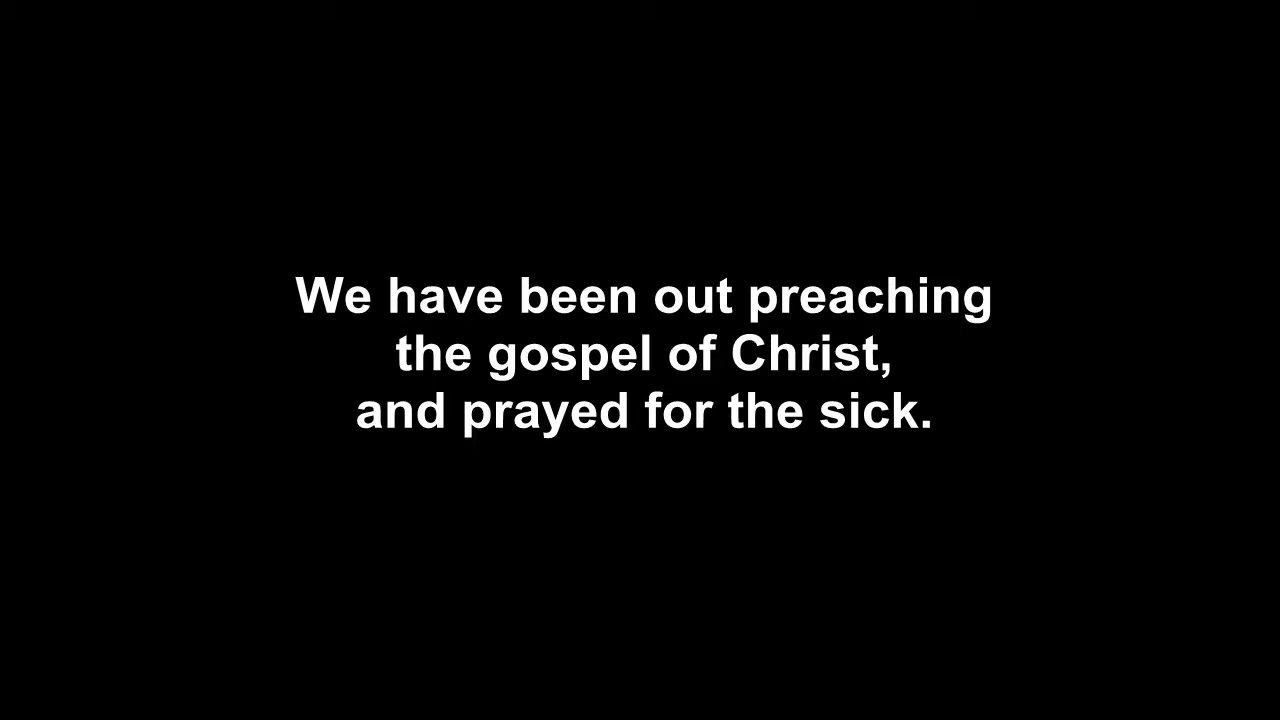 We have been out preaching
the gospel of Christ,
and prayed for the sick.